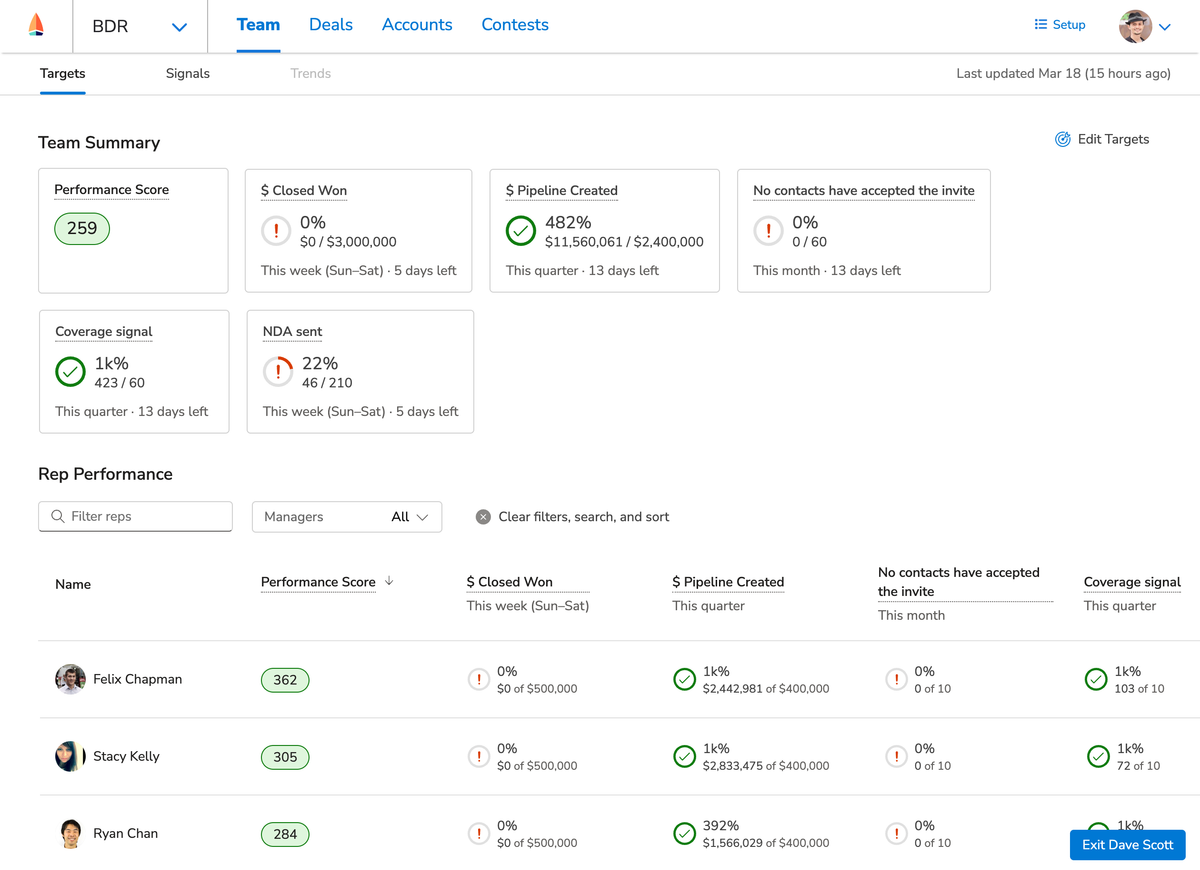 BDR
Team
Deals
Accounts
Contests
Setup
Targets
Signals
Trends
Last updated Mar 18 (15 hours ago)
Team Summary
Edit Targets
Performance Score
259
$ Closed Won
0%
$0 / $3,000,000
This week (Sun–Sat) · 5 days left
$ Pipeline Created
482%
$11,560,061 / $2,400,000
This quarter · 13 days left
No contacts have accepted the invite
0%
0 / 60
This month · 13 days left
Coverage signal
1k%
423 / 60
This quarter · 13 days left
NDA sent
22%
46 / 210
This week (Sun–Sat) · 5 days left
Rep Performance
Filter reps
Managers
All
Clear filters, search, and sort
Name
Performance Score
$ Closed Won
This week (Sun–Sat)
$ Pipeline Created
This quarter
No contacts have accepted
the invite
This month
Coverage signal
This quarter
Felix Chapman
362
0%
$0 of $500,000
1k%
$2,442,981 of $400,000
0%
0 of 10
1k%
103 of 10
Stacy Kelly
305
0%
$0 of $500,000
1k%
$2,833,475 of $400,000
0%
0 of 10
1k%
72 of 10
Ryan Chan
284
0%
$0 of $500,000
392%
$1,566,029 of $400,000
0%
0 of 10
1k%
Exit Dave Scott